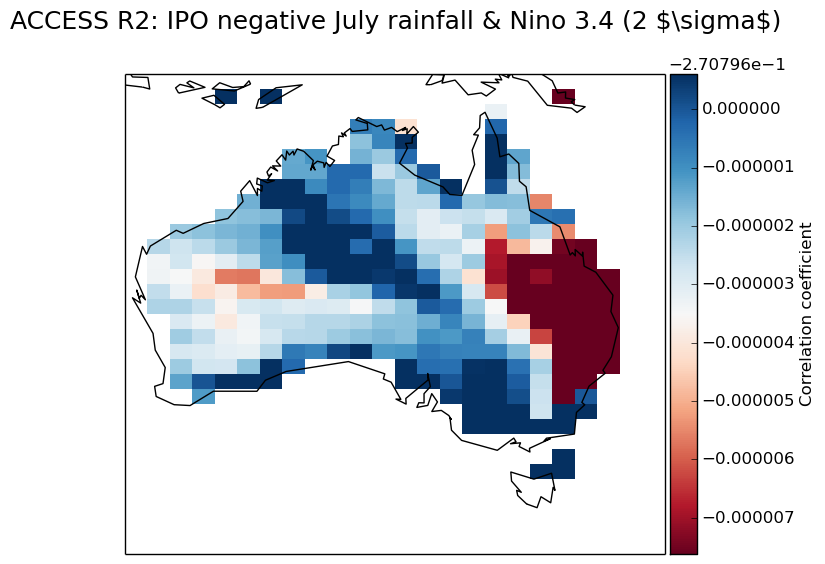 ACCESS R2: IPO negative July rainfall & Nino 3.4 (2 $\sigma$)
−2.70796e−1
0.000000
−0.000001
−0.000002
−0.000003
−0.000004
−0.000005
−0.000006
−0.000007
Correlation coefficient